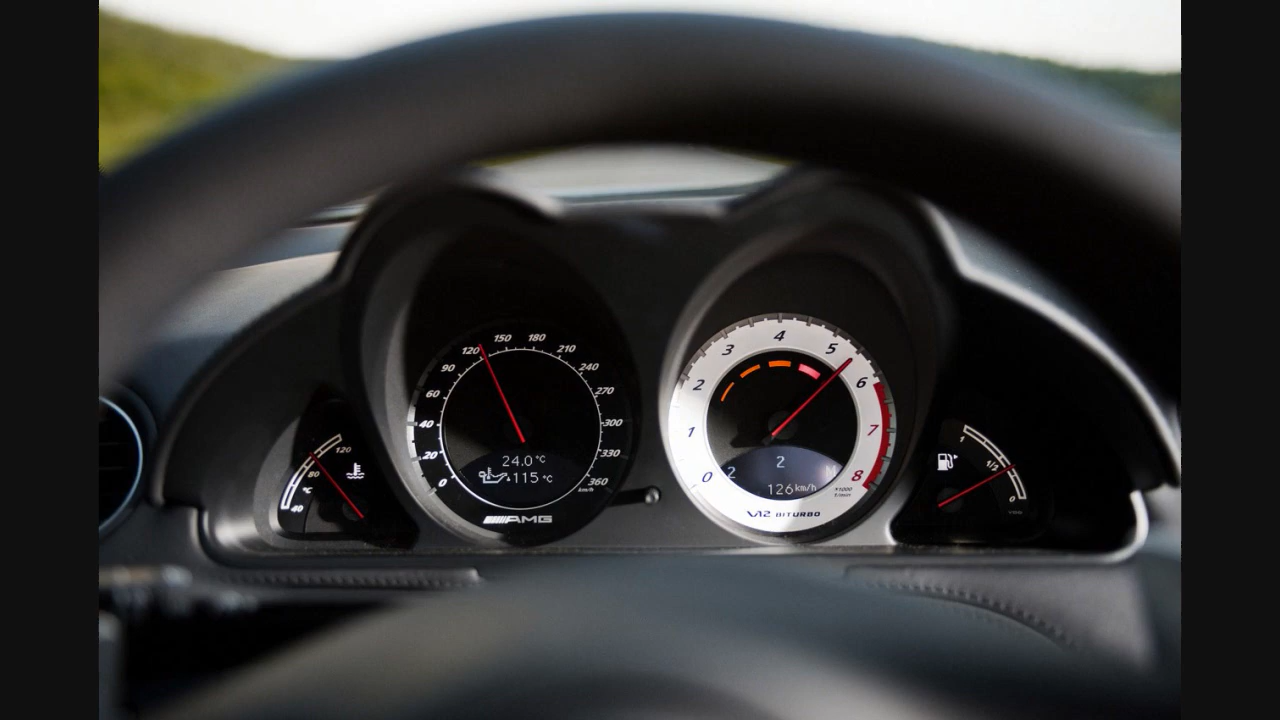 120
80
°C
40
0
20
40
60
90
120
150
180
210
240
270
300
330
360
km/h
24.0°C
115 °C
AMG
0
1
2
3
4
5
6
7
8
x1000
1/min
2
2
M
126 km/h
V12 BITURBO
1
1/2
0
VDO